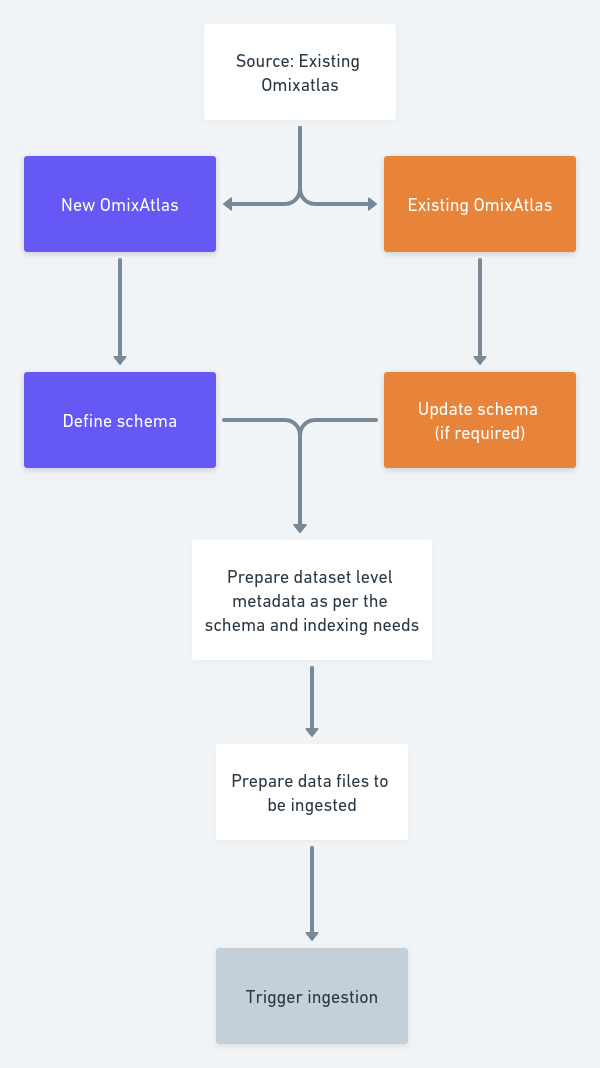 Source: Existing
Omixatlas
New OmixAtlas
Existing OmixAtlas
Define schema
Update schema
(if required)
Prepare dataset level
metadata as per the
schema and indexing needs
Prepare data files to
be ingested
Trigger ingestion